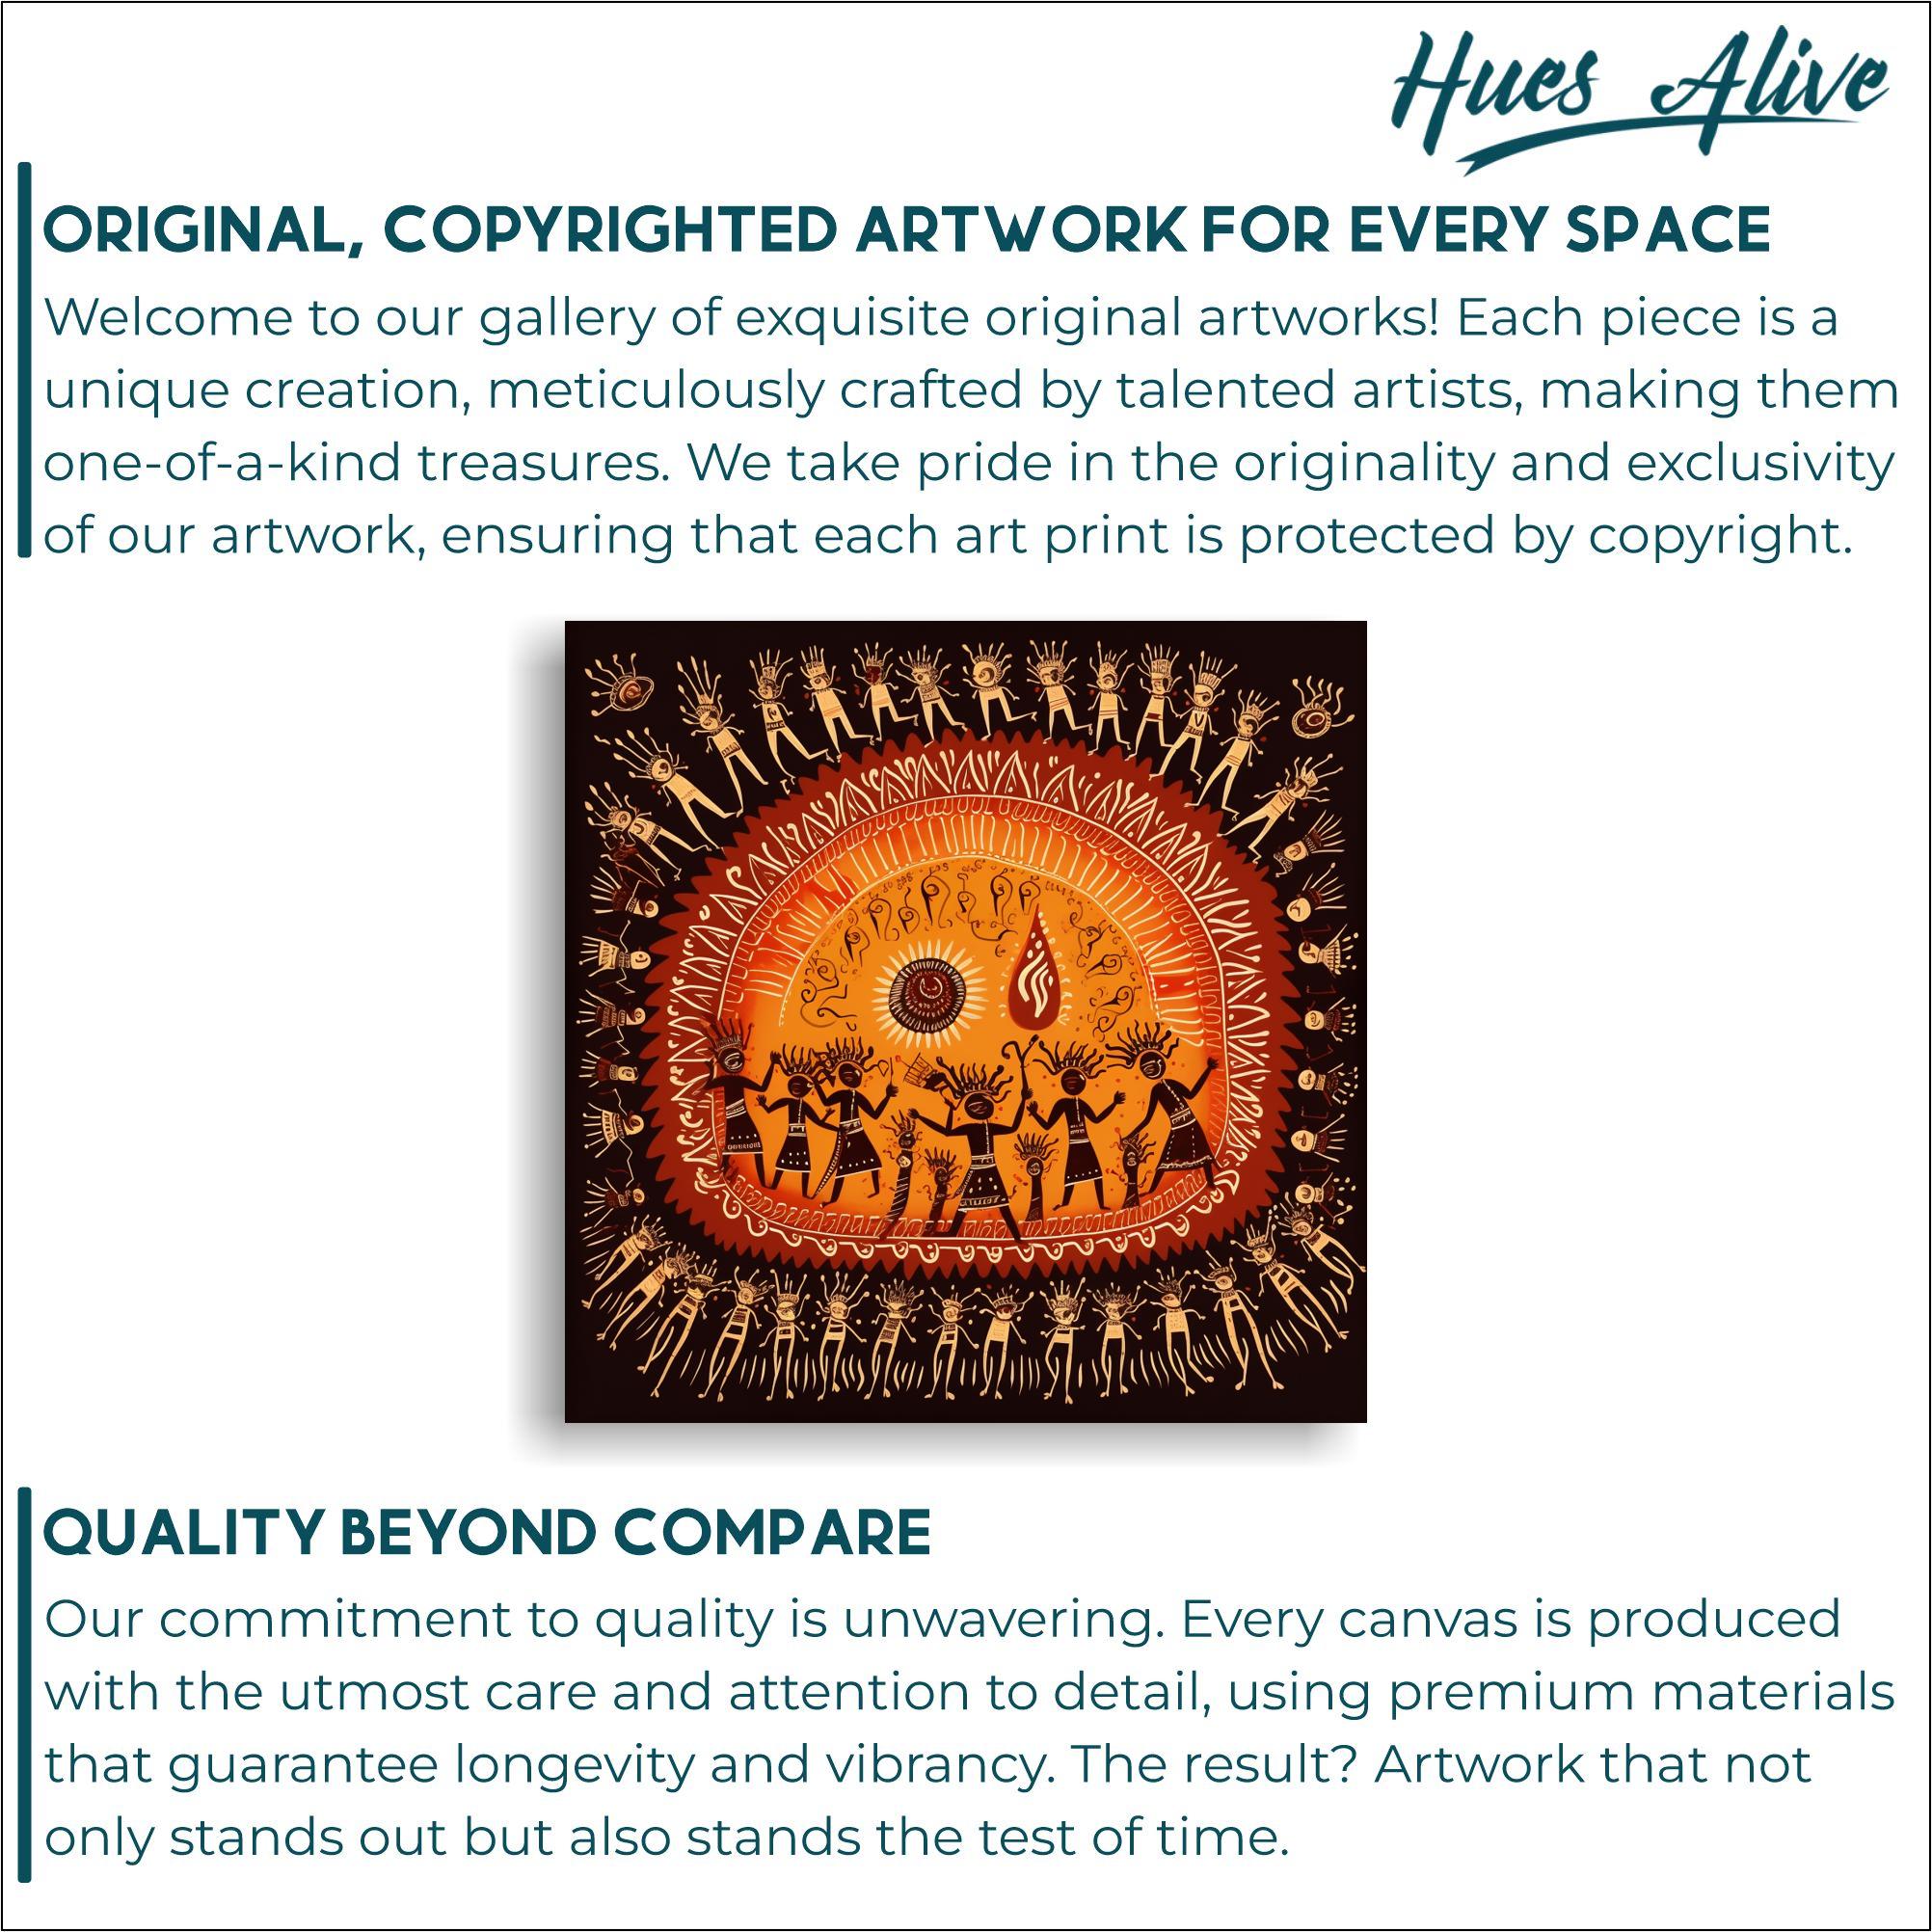 Hues Alive
ORIGINAL, COPYRIGHTED ARTWORK FOR EVERY SPACE
Welcome to our gallery of exquisite original artworks! Each piece is a
unique creation, meticulously crafted by talented artists, making them
one-of-a-kind treasures. We take pride in the originality and exclusivity
of our artwork, ensuring that each art print is protected by copyright.
QUALITY BEYOND COMPARE
Our commitment to quality is unwavering. Every canvas is produced
with the utmost care and attention to detail, using premium materials
that guarantee longevity and vibrancy. The result? Artwork that not
only stands out but also stands the test of time.